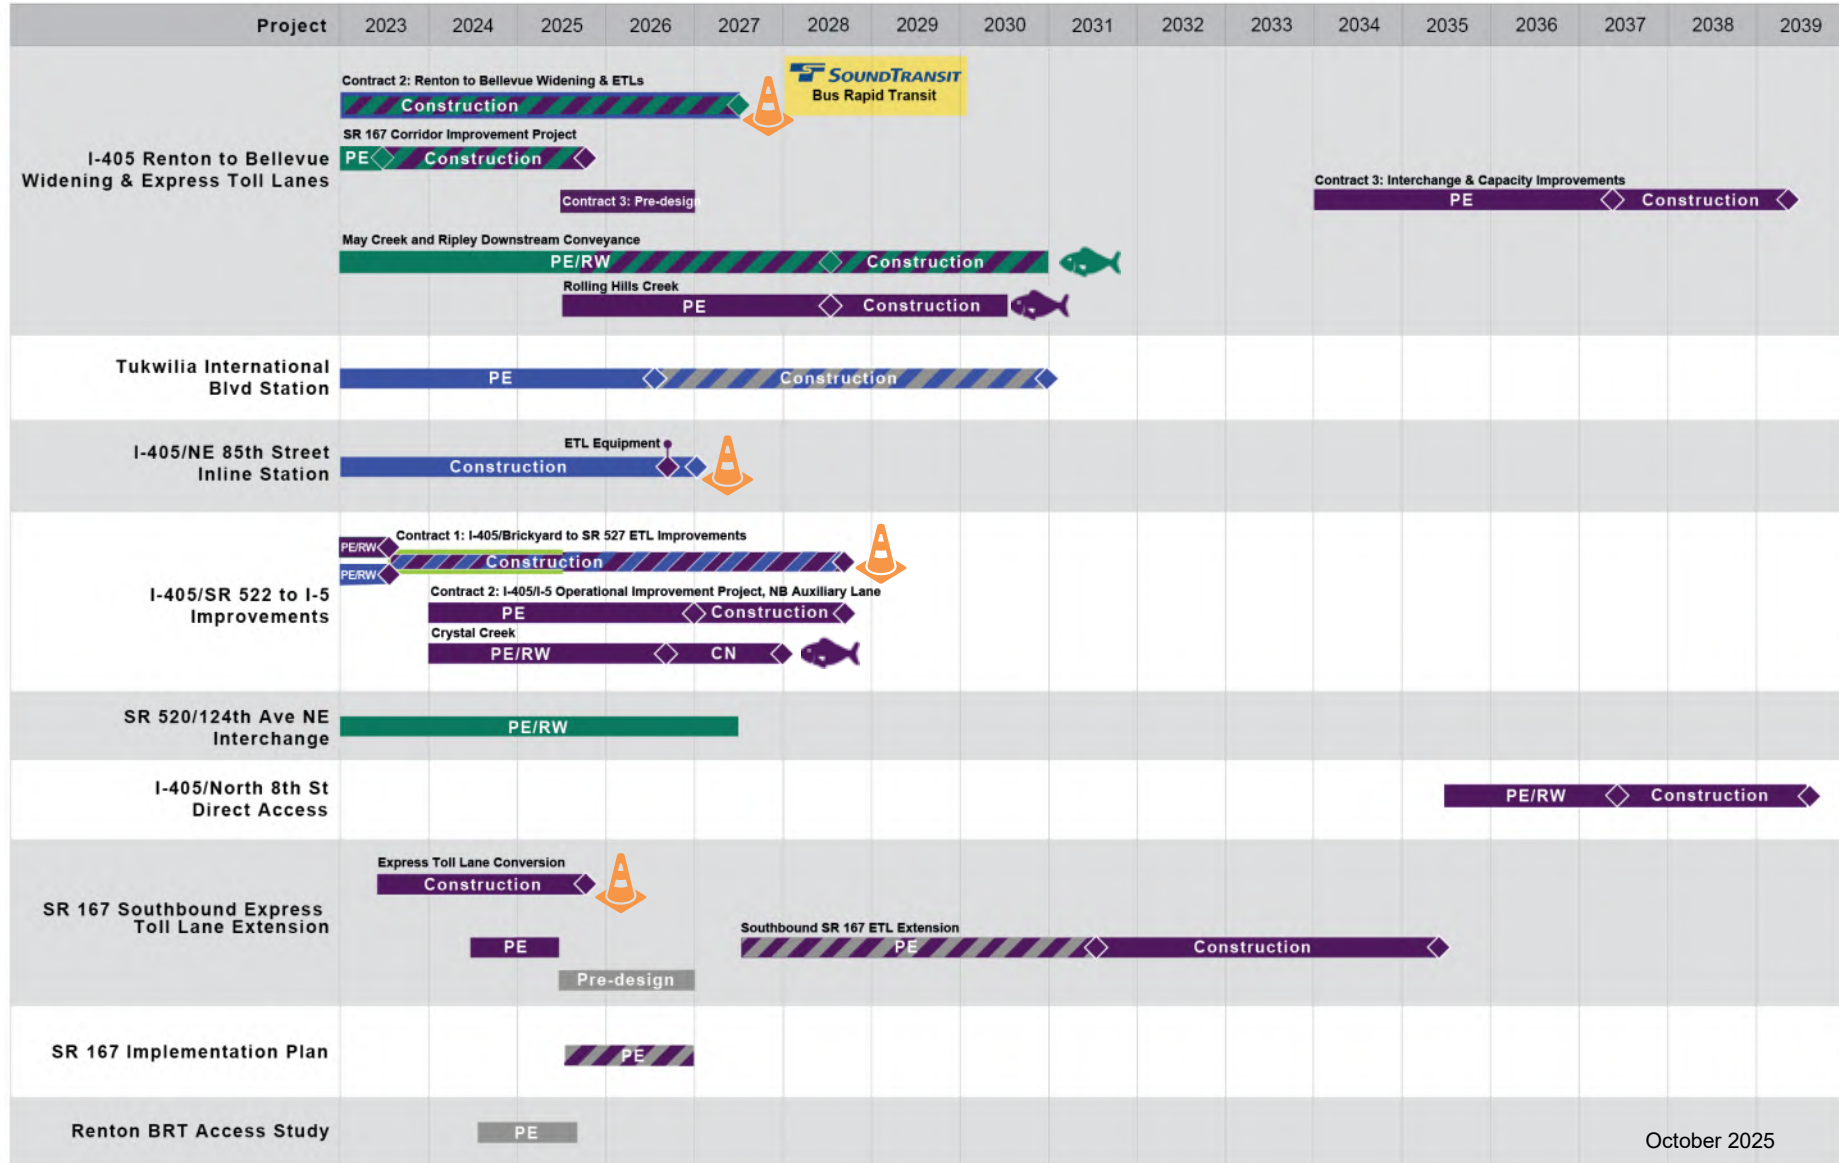 Project 2023 2024 2025 2026 2027 2028 2029 2030 2031 2032 2033 2034 2035 2036 2037 2038 2039
I-405 Renton to Bellevue
Widening & Express Toll Lanes
Contract 2: Renton to Bellevue Widening & ETLs
Construction
SOUNDTRANSIT
Bus Rapid Transit
SR 167 Corridor Improvement Project
PE Construction
Contract 3: Pre-design
Contract 3: Interchange & Capacity Improvements
PE Construction
May Creek and Ripley Downstream Conveyance
PE/RW Construction
Rolling Hills Creek
PE Construction
Tukwilia International
Blvd Station
PE Construction
I-405/NE 85th Street
Inline Station
ETL Equipment
Construction
I-405/SR 522 to I-5
Improvements
PE/RW
Contract 1: I-405/Brickyard to SR 527 ETL Improvements
Construction
PE/RW
Contract 2: I-405/I-5 Operational Improvement Project, NB Auxiliary Lane
PE Construction
Crystal Creek
PE/RW CN
SR 520/124th Ave NE
Interchange
PE/RW
I-405/North 8th St
Direct Access
PE/RW Construction
SR 167 Southbound Express
Toll Lane Extension
Express Toll Lane Conversion
Construction
PE
Southbound SR 167 ETL Extension
PE Construction
Pre-design
SR 167 Implementation Plan
PE
Renton BRT Access Study
PE
October 2025